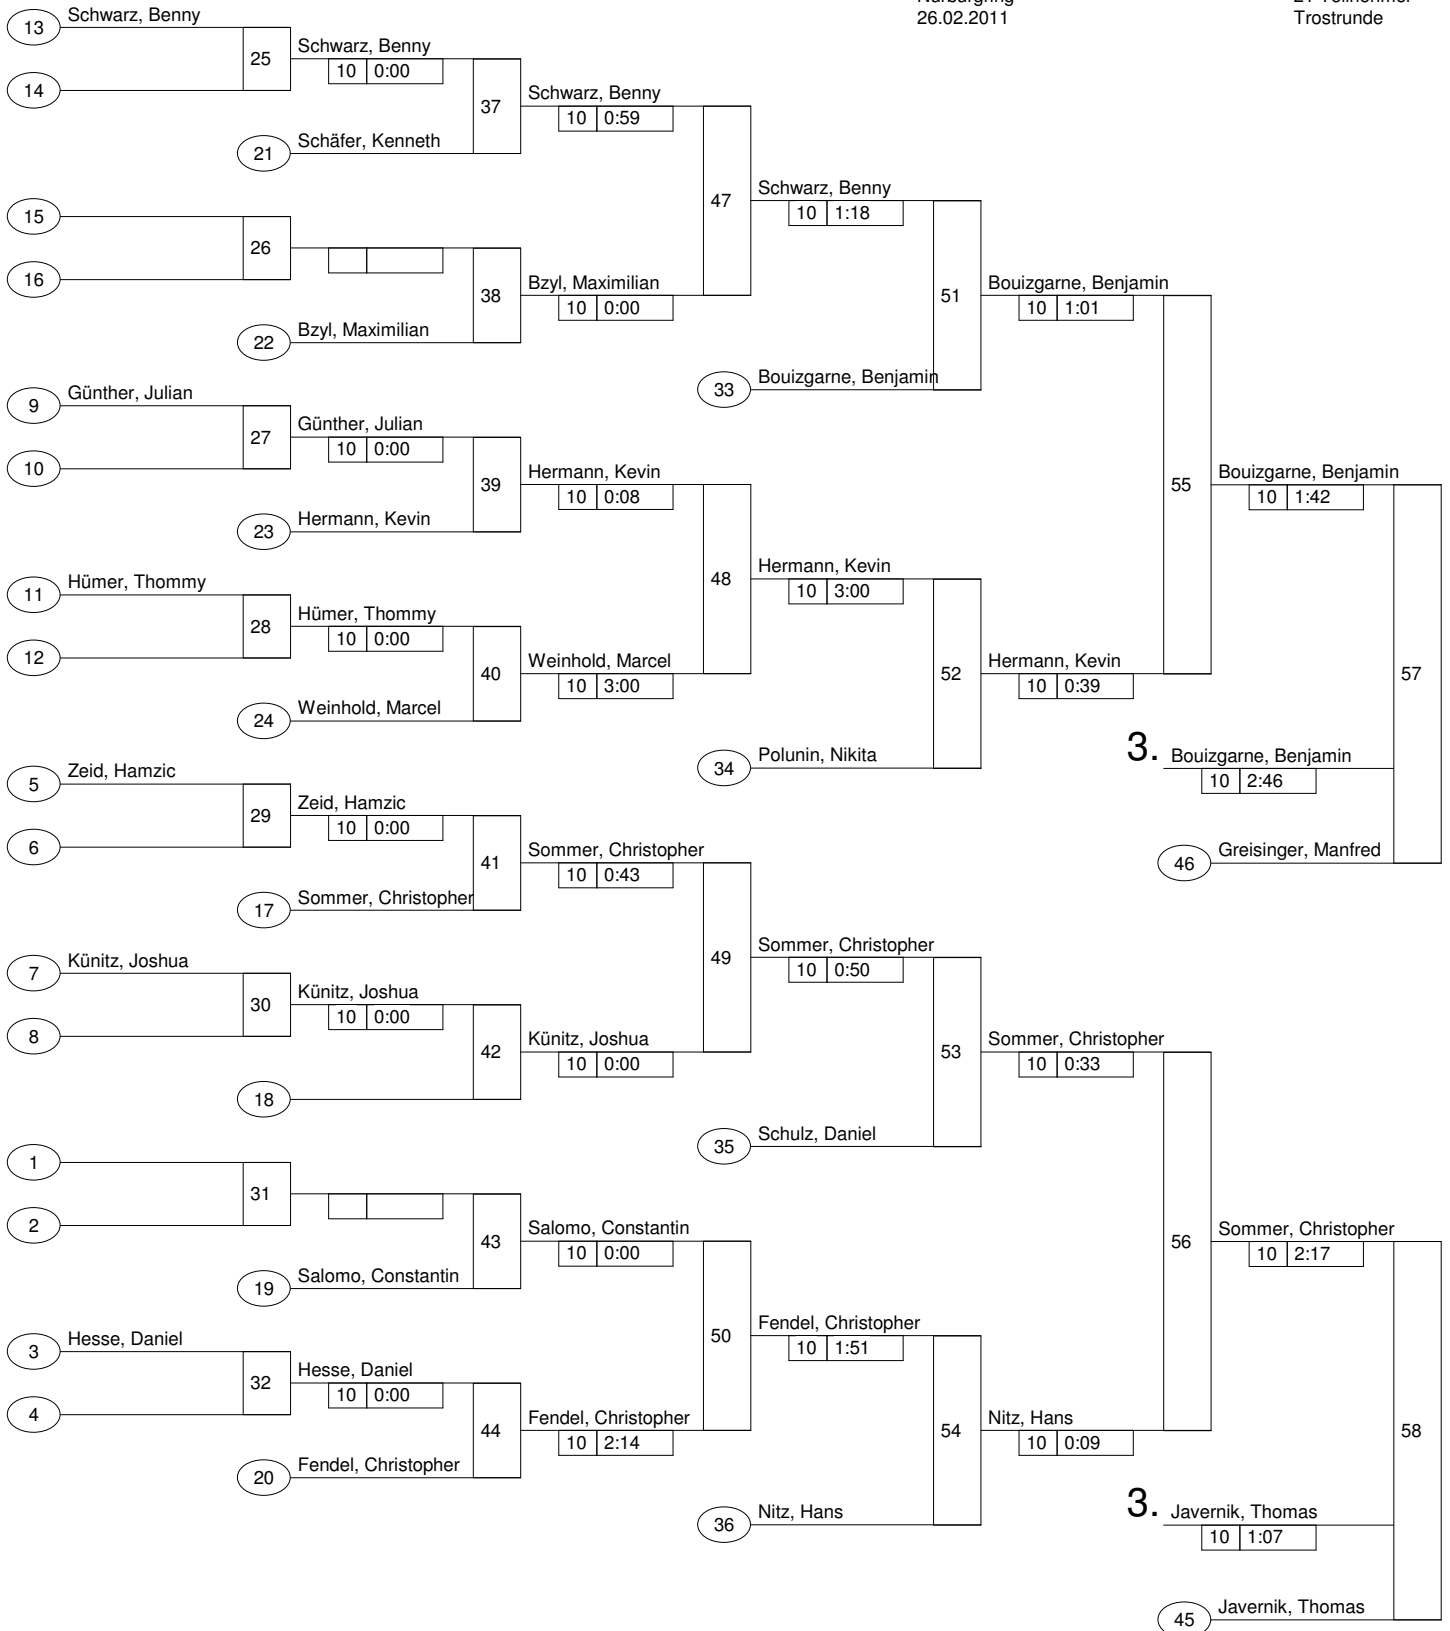 26.02.2011
Trostrunde
13 Schwarz, Benny
25
Schwarz, Benny
10 0:00
14
37
Schwarz, Benny
10 0:59
21 Schäfer, Kenneth
47
Schwarz, Benny
10 1:18
15
26
16
38
Bzyl, Maximilian
10 0:00
22 Bzyl, Maximilian
51
Bouizgarne, Benjamin
10 1:01
33 Bouizgarne, Benjamin
9 Günther, Julian
27
Günther, Julian
10 0:00
10
39
Hermann, Kevin
10 0:08
23 Hermann, Kevin
55
Bouizgarne, Benjamin
10 1:42
48
Hermann, Kevin
10 3:00
11 Hümer, Thommy
28
Hümer, Thommy
10 0:00
12
40
Weinhold, Marcel
10 3:00
24 Weinhold, Marcel
52
Hermann, Kevin
10 0:39
57
34 Polunin, Nikita
3. Bouizgarne, Benjamin
10 2:46
46 Greisinger, Manfred
5 Zeid, Hamzic
29
Zeid, Hamzic
10 0:00
6
41
Sommer, Christopher
10 0:43
17 Sommer, Christopher
49
Sommer, Christopher
10 0:50
7 Künitz, Joshua
30
Künitz, Joshua
10 0:00
8
42
Künitz, Joshua
10 0:00
18
53
Sommer, Christopher
10 0:33
35 Schulz, Daniel
1
31
2
43
Salomo, Constantin
10 0:00
19 Salomo, Constantin
56
Sommer, Christopher
10 2:17
50
Fendel, Christopher
10 1:51
3 Hesse, Daniel
32
Hesse, Daniel
10 0:00
4
44
Fendel, Christopher
10 2:14
20 Fendel, Christopher
54
Nitz, Hans
10 0:09
58
36 Nitz, Hans
3. Javernik, Thomas
10 1:07
45 Javernik, Thomas